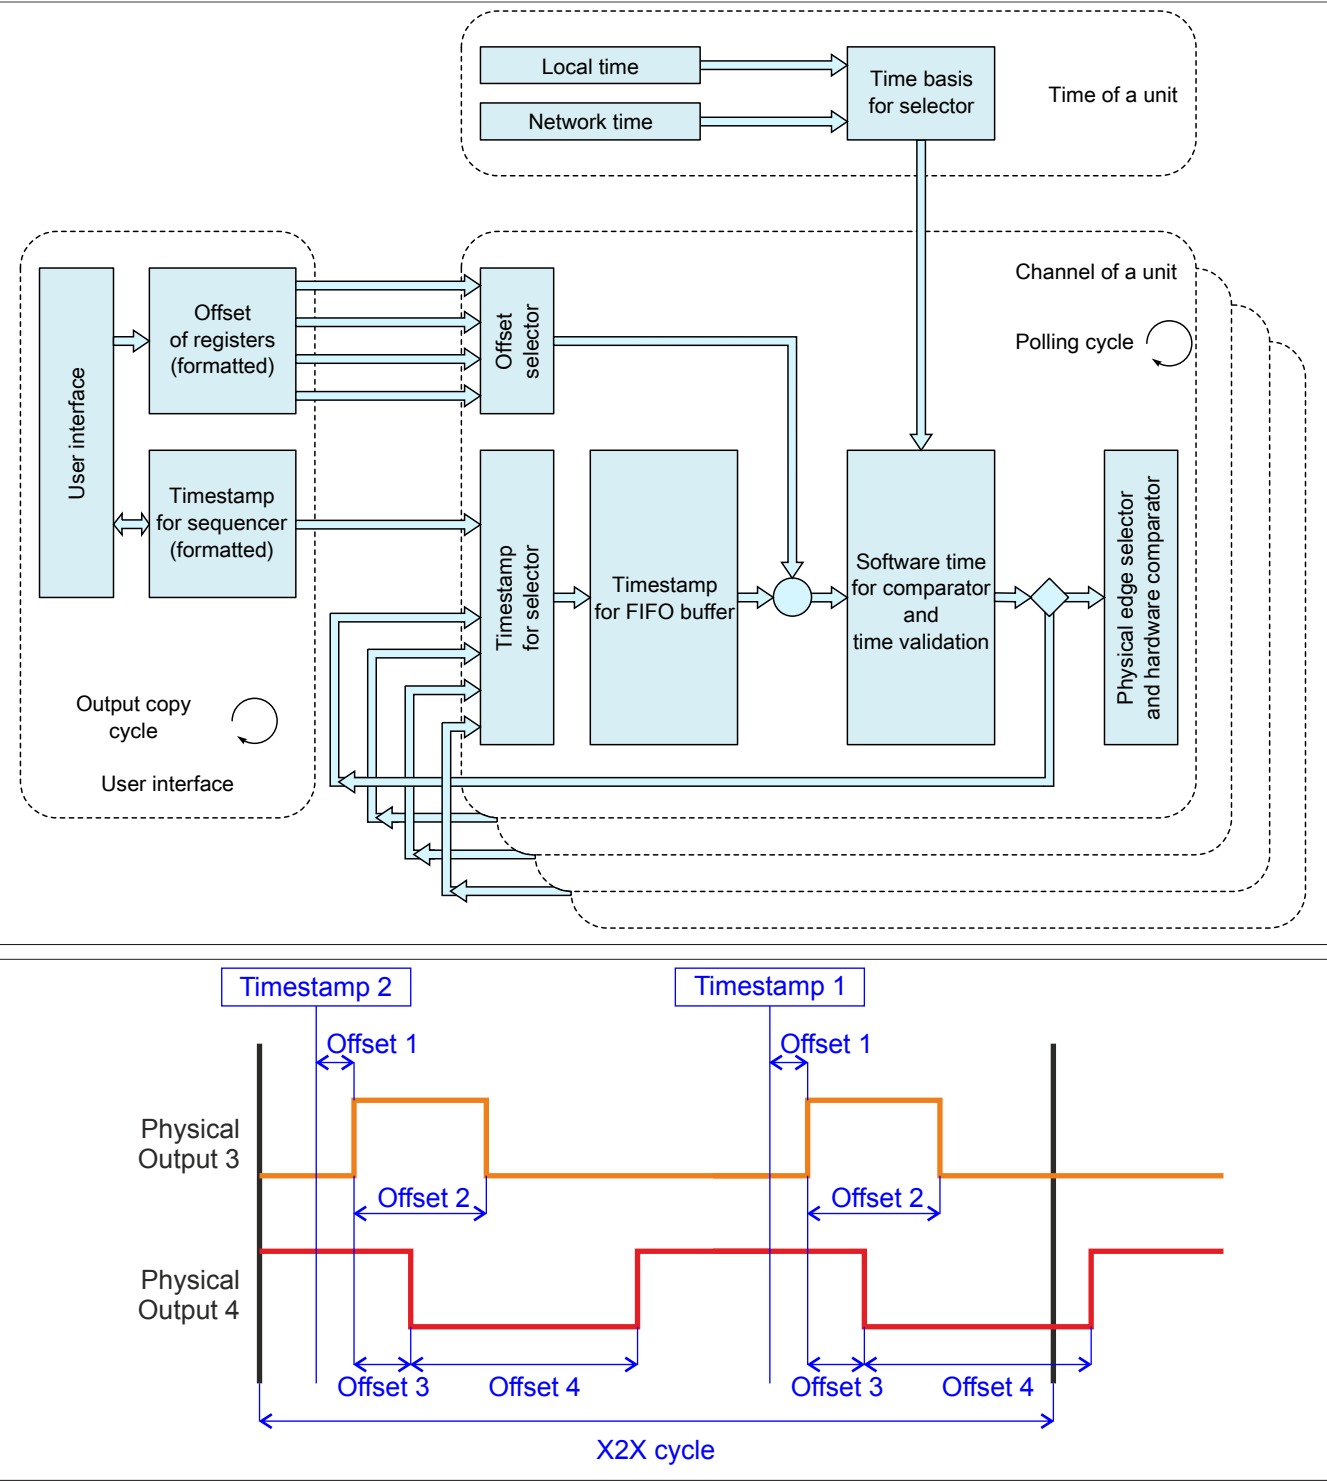 Local time
Network time
Time basis
for selector
Time of a unit
User interface
Offset
of registers
(formatted)
Timestamp
for sequencer
(formatted)
Output copy
cycle
User interface
Offset
selector
Channel of a unit
Polling cycle
Timestamp
for selector
Timestamp
for FIFO buffer
Software time
for comparator
and
time validation
Physical edge selector
and hardware comparator
Timestamp 2
Timestamp 1
Offset 1
Offset 1
Physical
Output 3
Offset 2
Offset 2
Physical
Output 4
Offset 3
Offset 4
Offset 3
Offset 4
X2X cycle